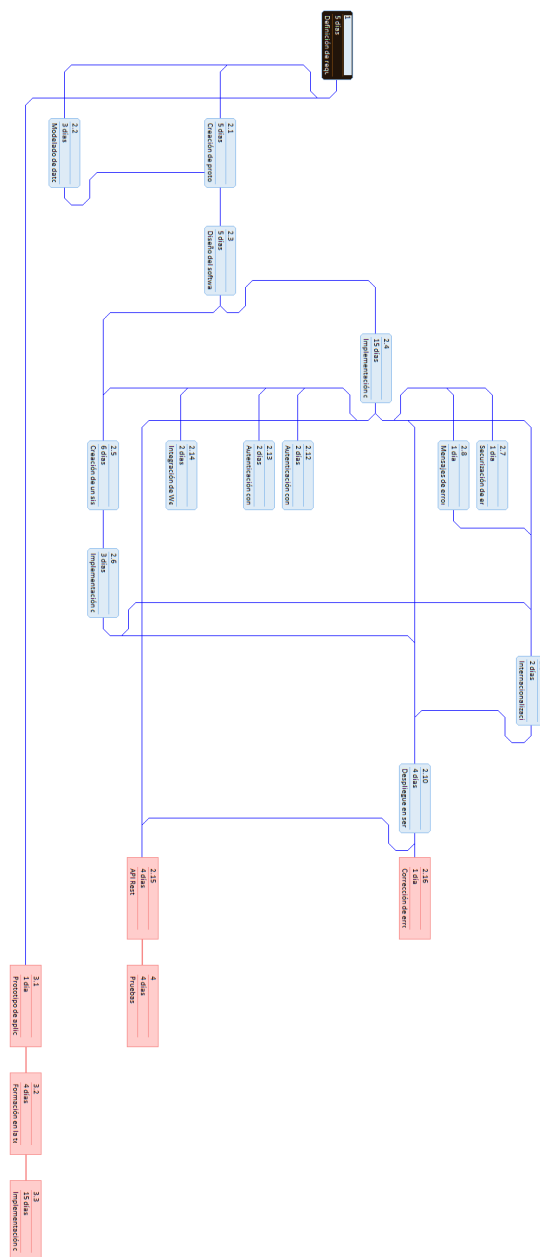 1
5 días
Definición de requ
2.2
3 días
Modelado de datc
2.1
5 días
Creación de proto
2.3
5 días
Diseño del softwa
2.4
15 días
Implementación c
2.5
6 días
Creación de un sis
2.14
2 días
Integración de We
2.13
2 días
Autenticación con
2.12
2 días
Autenticación con
2.8
1 día
Mensajes de error
2.7
1 día
Securización de er
2.6
3 días
Implementación c
2 días
Internacionalizaci
2.10
4 días
Despliegue en ser
2.15
4 días
API Rest
2.16
1 día
Corrección de errc
3.1
1 día
Prototipo de aplic
4
4 días
Pruebas
3.2
4 días
Formación en la te
3.3
15 días
Implementación c